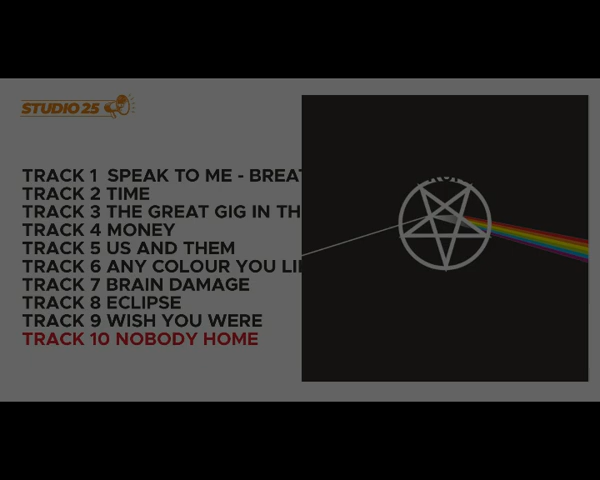 STUDIO 25
TRACK 1 SPEAK TO ME - BREAT
TRACK 2 TIME
TRACK 3 THE GREAT GIG IN TH
TRACK 4 MONEY
TRACK 5 US AND THEM
TRACK 6 ANY COLOUR YOU LI
TRACK 7 BRAIN DAMAGE
TRACK 8 ECLIPSE
TRACK 9 WISH YOU WERE
TRACK 10 NOBODY HOME